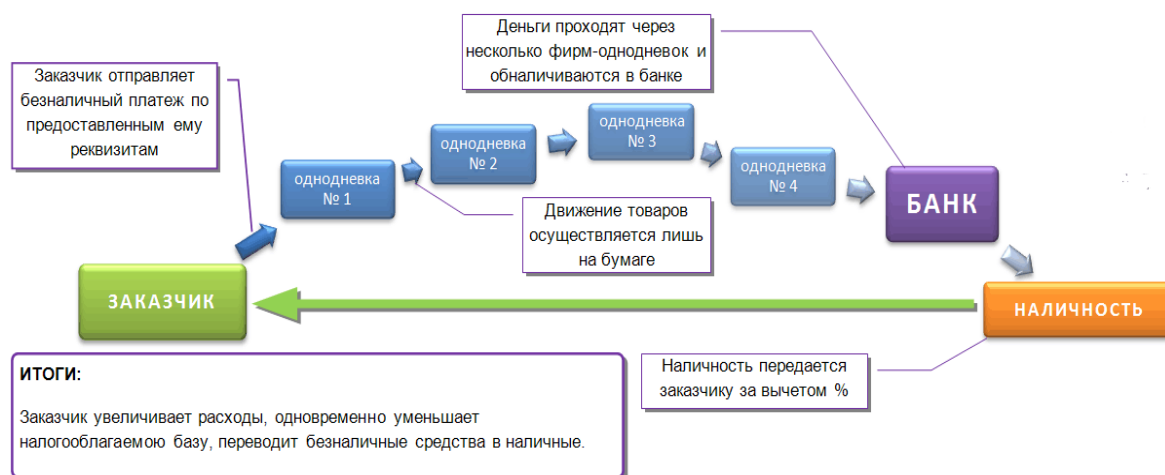 Деньги проходят через
несколько фирм-однодневок и
обналичиваются в банке
Заказчик отправляет
безналичный платеж по
предоставленным ему
реквизитам
однодневка
№ 1
однодневка
№ 2
однодневка
№ 3
однодневка
№ 4
БАНК
Движение товаров
осуществляется лишь
на бумаге
ЗАКАЗЧИК
НАЛИЧНОСТЬ
Наличность передается
заказчику за вычетом %
ИТОГИ:
Заказчик увеличивает расходы, одновременно уменьшает
налогооблагаемою базу, переводит безналичные средства в наличные.